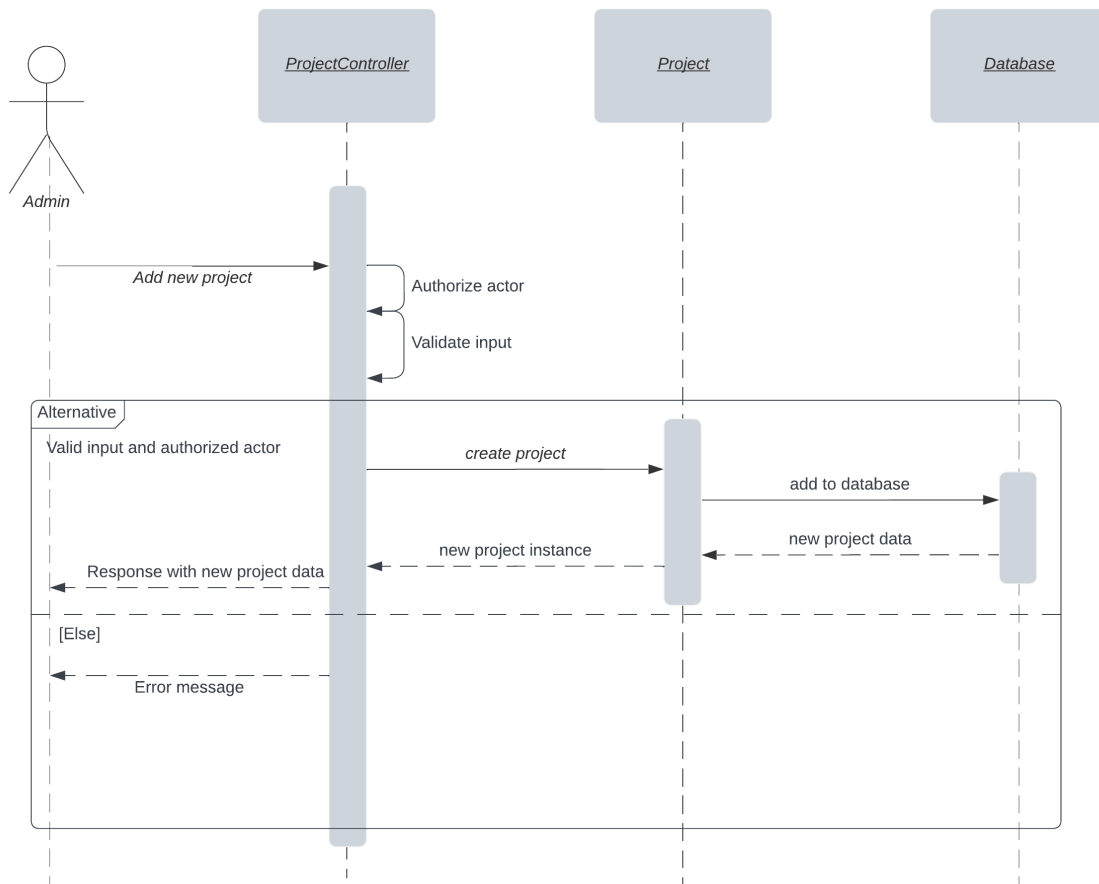 ProjectController
Project
Database
Admin
Add new project
Authorize actor
Validate input
Alternative
Valid input and authorized actor
create project
add to database
new project data
new project instance
Response with new project data
[Else]
Error message